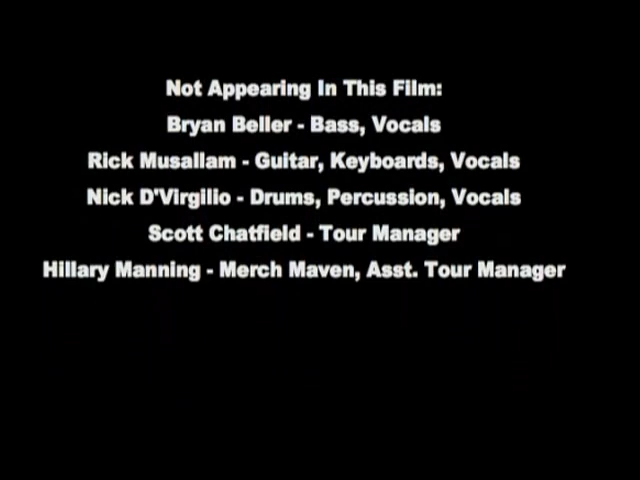 Not Appearing In This Film:
Bryan Beller - Bass, Vocals
Rick Musallam - Guitar, Keyboards, Vocals
Nick D'Virgilio - Drums, Percussion, Vocals
Scott Chatfield - Tour Manager
Hillary Manning - Merch Maven, Asst. Tour Manager